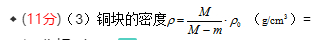 ◆ (11分)（3）铜块的密度ρ = M/(M − m) · ρ₀ （g/cm³）=